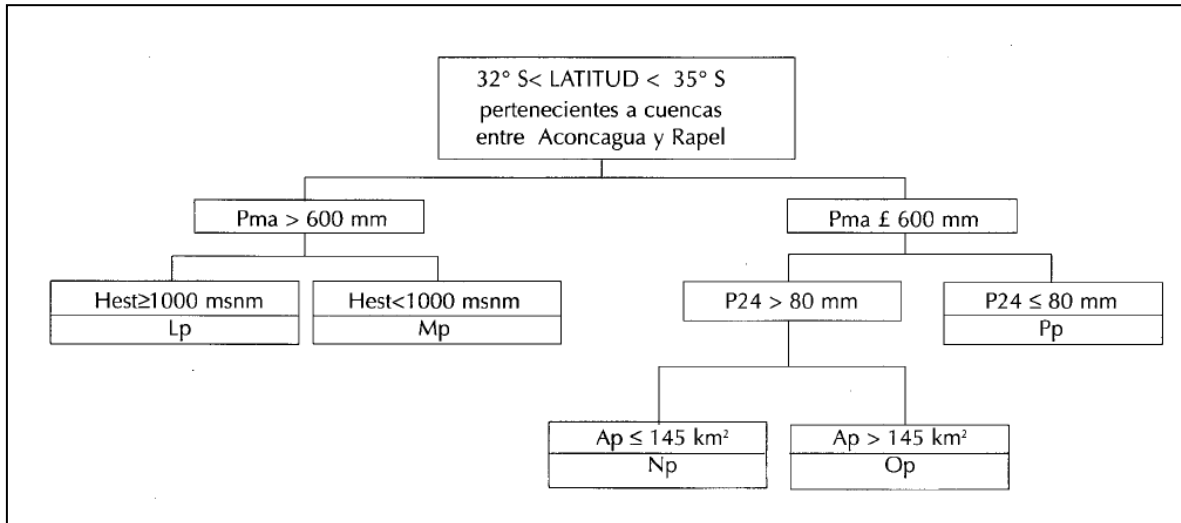 32° S< LATITUD < 35° S
pertenecientes a cuencas
entre Aconcagua y Rapel
Pma > 600 mm
Pma £ 600 mm
Hest≥1000 msnm
Lp
Hest<1000 msnm
Mp
P24 > 80 mm
P24 ≤ 80 mm
Pp
Ap ≤ 145 km²
Np
Ap > 145 km²
Op